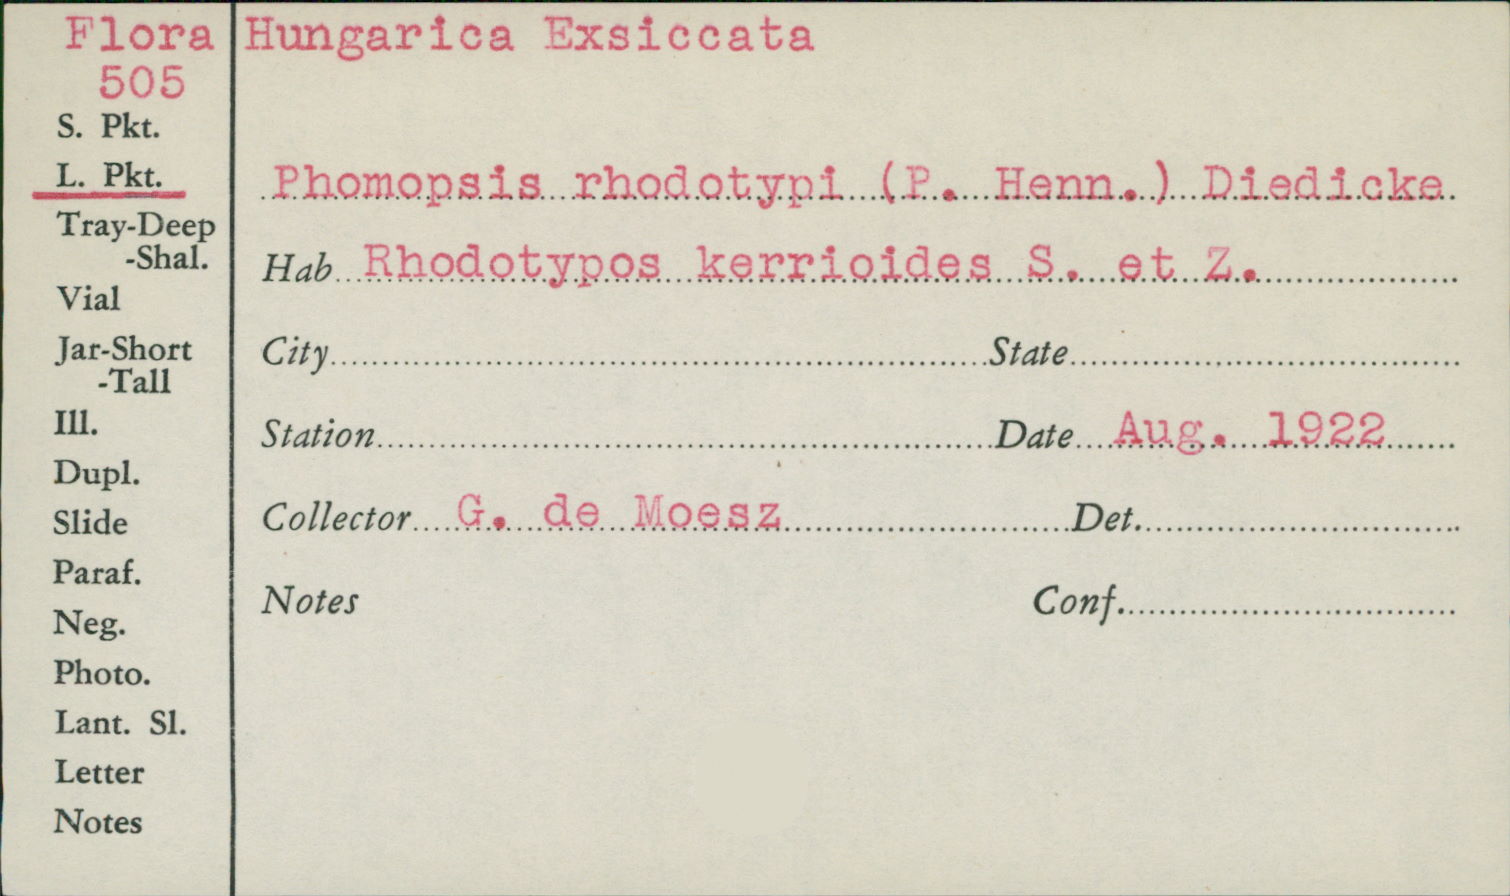 Flora Hungarica Exsiccata
505
S. Pkt.
L. Pkt.
Tray-Deep
-Shal.
Vial
Jar-Short
-Tall
Ill.
Dupl.
Slide
Paraf.
Neg.
Photo.
Lant. Sl.
Letter
Notes
Phomopsis rhodotypi (P. Henn.) Diedicke
Hab Rhodotypos kerrioides S. et Z.
City State
Station Date Aug. 1922
Collector G. de Moesz Det.
Notes Conf.